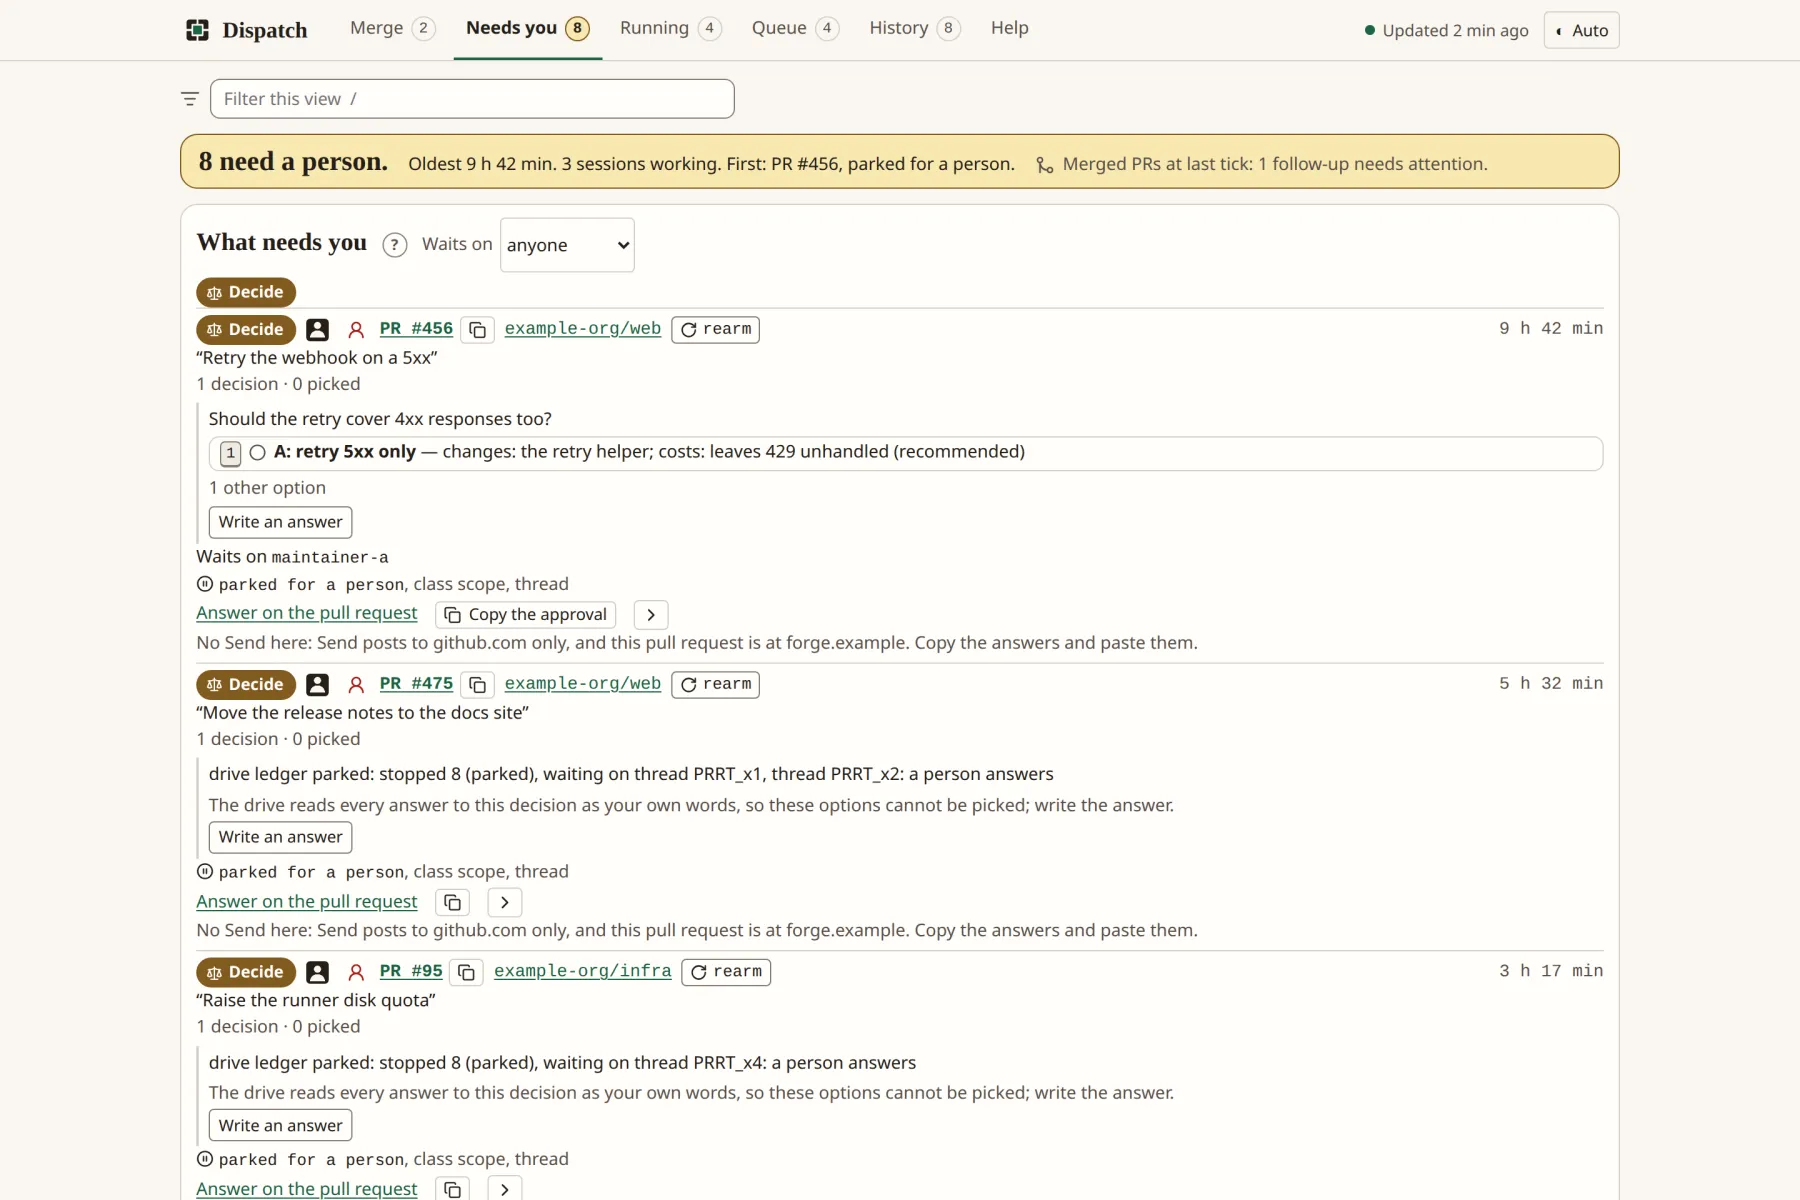 Dispatch Merge 2 Needs you 8 Running 4 Queue 4 History 8 Help Updated 2 min ago Auto
Filter this view /
8 need a person. Oldest 9 h 42 min. 3 sessions working. First: PR #456, parked for a person. Merged PRs at last tick: 1 follow-up needs attention.
What needs you ? Waits on anyone
Decide
Decide PR #456 example-org/web rearm 9 h 42 min
“Retry the webhook on a 5xx”
1 decision · 0 picked
Should the retry cover 4xx responses too?
1 A: retry 5xx only — changes: the retry helper; costs: leaves 429 unhandled (recommended)
1 other option
Write an answer
Waits on maintainer-a
parked for a person, class scope, thread
Answer on the pull request Copy the approval
No Send here: Send posts to github.com only, and this pull request is at forge.example. Copy the answers and paste them.
Decide PR #475 example-org/web rearm 5 h 32 min
“Move the release notes to the docs site”
1 decision · 0 picked
drive ledger parked: stopped 8 (parked), waiting on thread PRRT_x1, thread PRRT_x2: a person answers
The drive reads every answer to this decision as your own words, so these options cannot be picked; write the answer.
Write an answer
parked for a person, class scope, thread
Answer on the pull request
No Send here: Send posts to github.com only, and this pull request is at forge.example. Copy the answers and paste them.
Decide PR #95 example-org/infra rearm 3 h 17 min
“Raise the runner disk quota”
1 decision · 0 picked
drive ledger parked: stopped 8 (parked), waiting on thread PRRT_x4: a person answers
The drive reads every answer to this decision as your own words, so these options cannot be picked; write the answer.
Write an answer
parked for a person, class scope, thread
Answer on the pull request